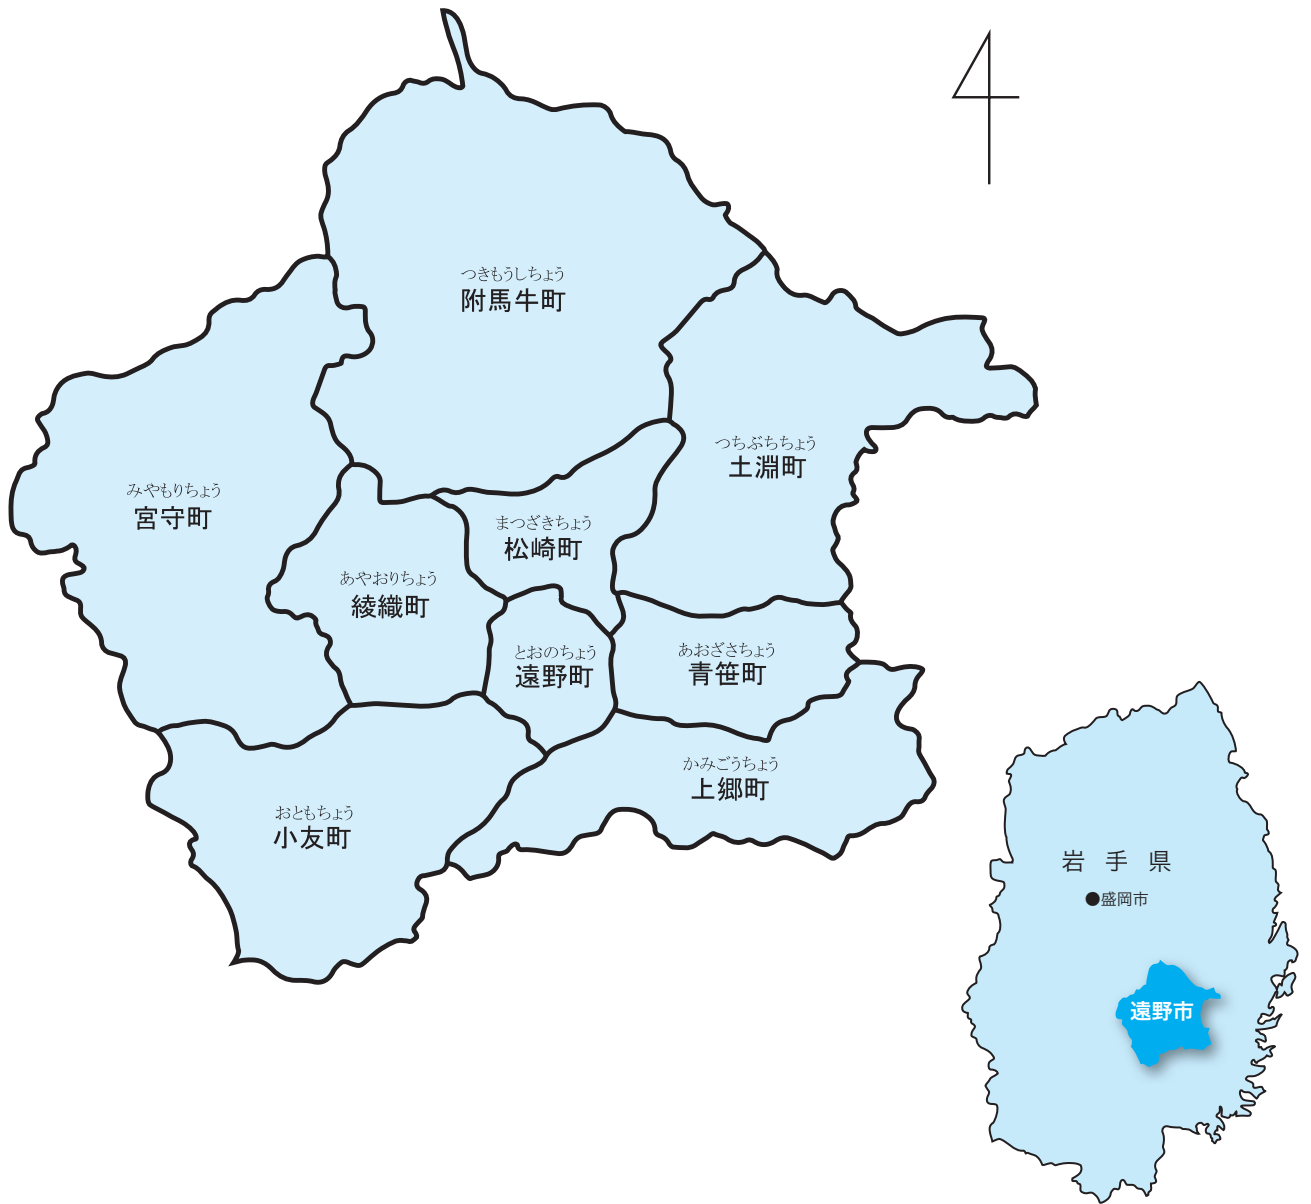 つきもうしちょう
附馬牛町
つちぶちちょう
土淵町
みやもりちょう
宮守町
まつざきちょう
松崎町
あやおりちょう
綾織町
とおのちょう
遠野町
あおざさちょう
青笹町
かみごうちょう
上郷町
おともちょう
小友町
岩手県
盛岡市
遠野市